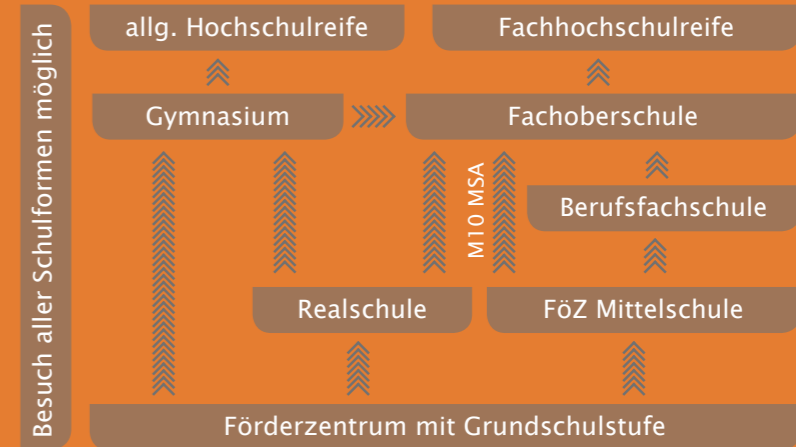 Besuch aller Schulformen möglich
allg. Hochschulreife
Fachhochschulreife
Gymnasium
Fachoberschule
M10 MSA
Berufsfachschule
Realschule
FöZ Mittelschule
Förderzentrum mit Grundschulstufe